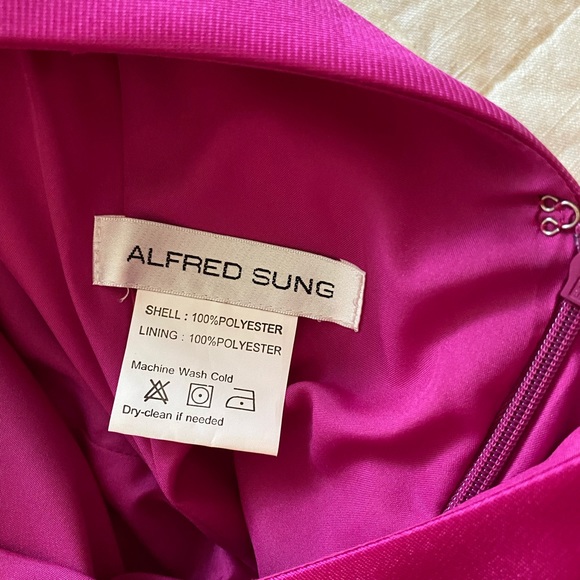 ALFRED SUNG
SHELL : 100%POLYESTER
LINING : 100%POLYESTER
Machine Wash Cold
Dry-clean if needed